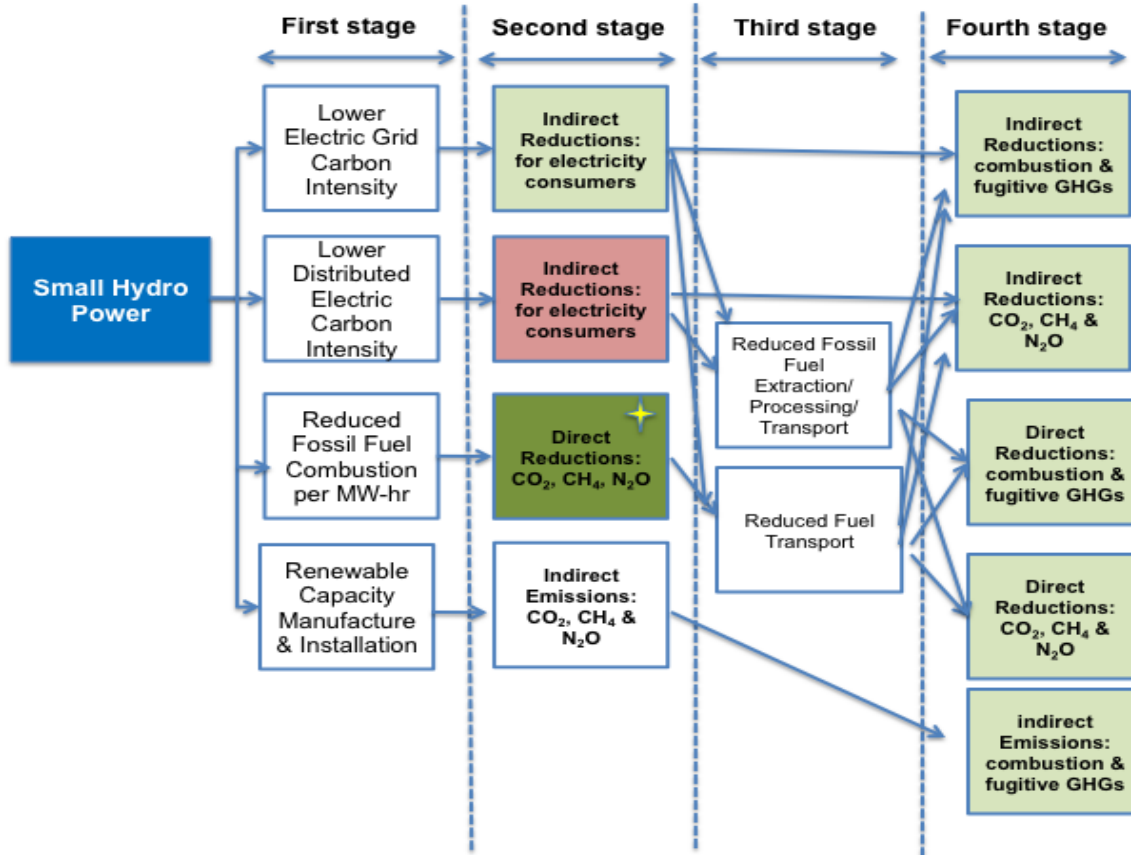 First stage
Second stage
Third stage
Fourth stage
Small Hydro
Power
Lower
Electric Grid
Carbon
Intensity
Lower
Distributed
Electric
Carbon
Intensity
Reduced
Fossil Fuel
Combustion
per MW-hr
Renewable
Capacity
Manufacture
& Installation
Indirect
Reductions:
for electricity
consumers
Indirect
Reductions:
for electricity
consumers
Direct
Reductions:
CO₂, CH₄, N₂O
Indirect
Emissions:
CO₂, CH₄ &
N₂O
Reduced Fossil
Fuel
Extraction/
Processing/
Transport
Reduced Fuel
Transport
Indirect
Reductions:
combustion &
fugitive GHGs
Indirect
Reductions:
CO₂, CH₄ &
N₂O
Direct
Reductions:
combustion &
fugitive GHGs
Direct
Reductions:
CO₂, CH₄ &
N₂O
indirect
Emissions:
combustion &
fugitive GHGs